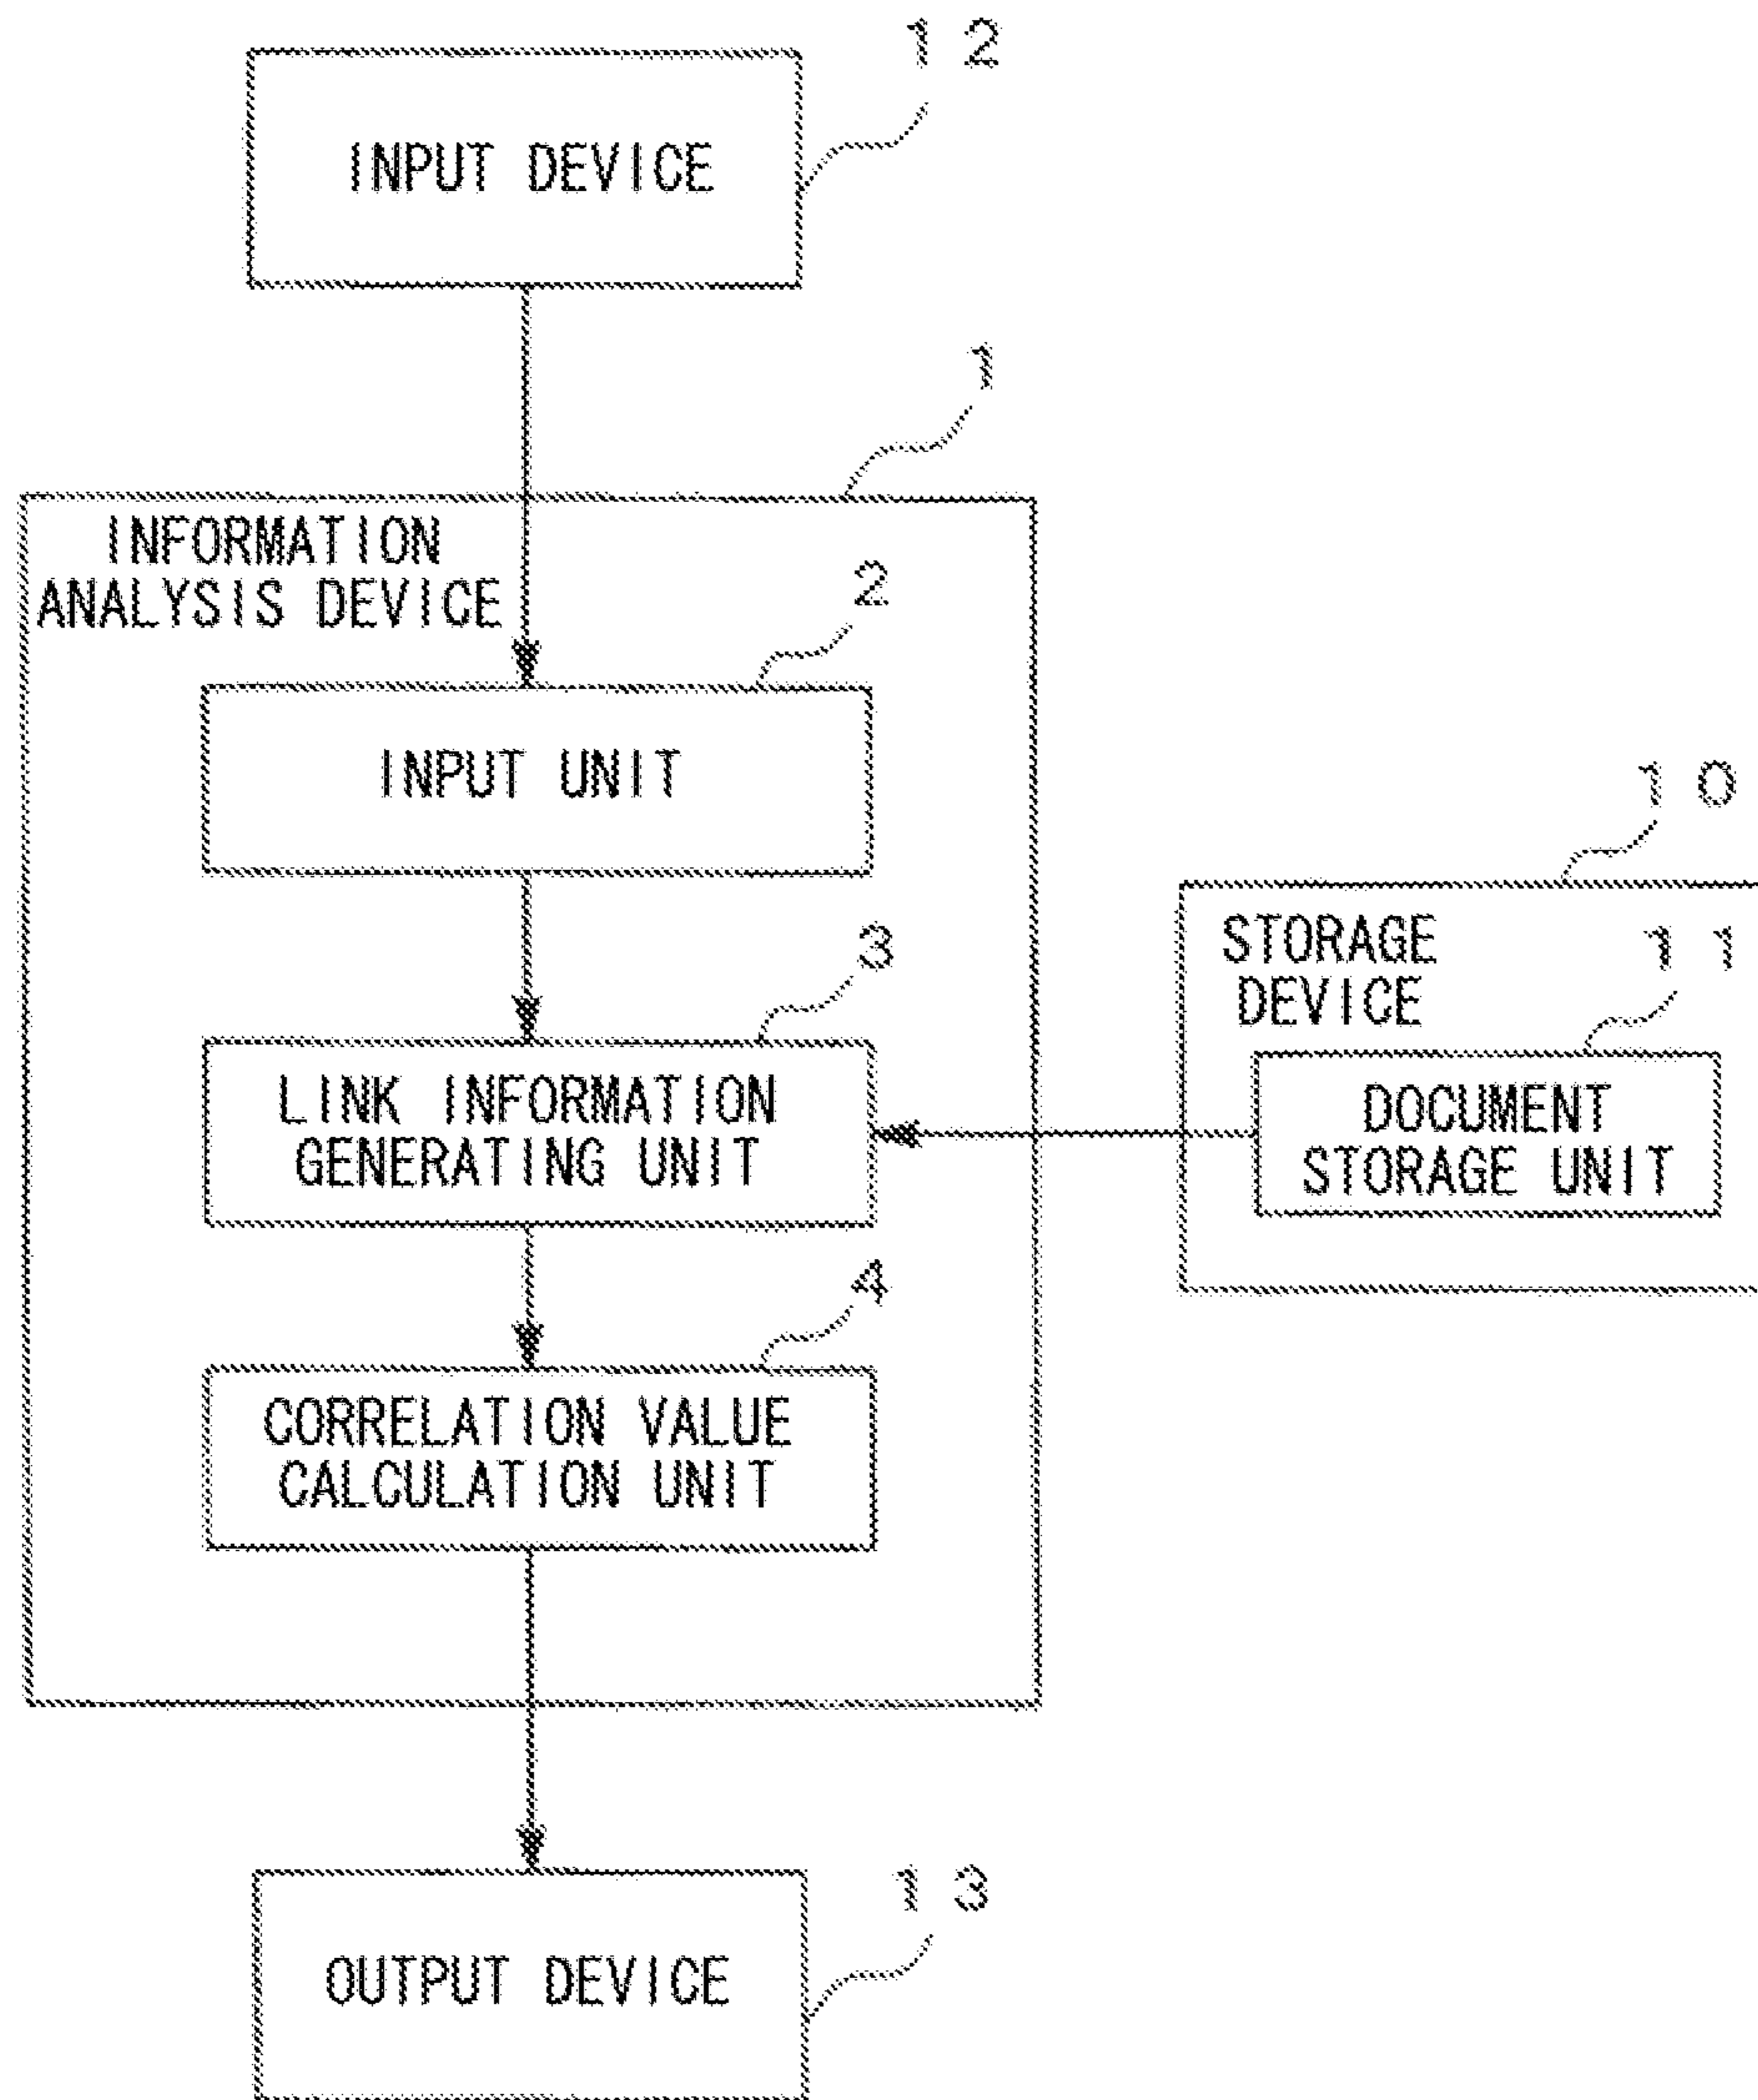 12
INPUT DEVICE
1
INFORMATION
ANALYSIS DEVICE
2
INPUT UNIT
10
STORAGE
DEVICE
11
3
LINK INFORMATION
GENERATING UNIT
DOCUMENT
STORAGE UNIT
4
CORRELATION VALUE
CALCULATION UNIT
13
OUTPUT DEVICE